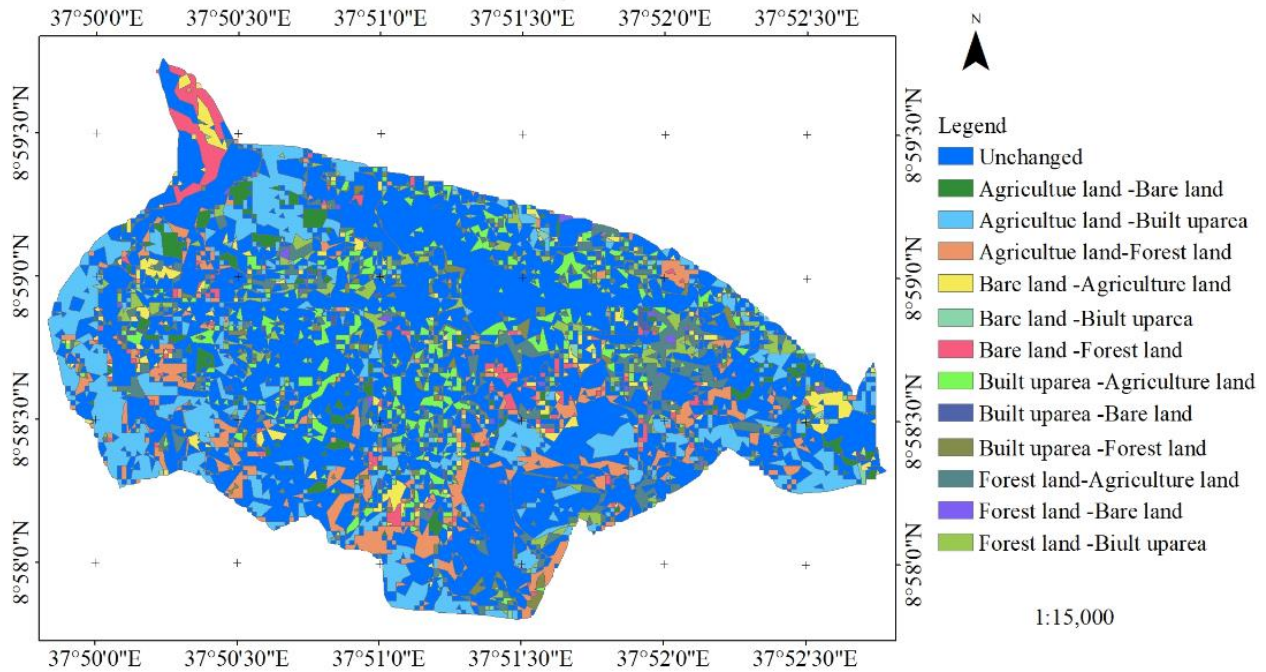 37°50'0"E 37°50'30"E 37°51'0"E 37°51'30"E 37°52'0"E 37°52'30"E
N
8°59'30"N 8°59'30"N
8°59'0"N 8°59'0"N
8°58'30"N 8°58'30"N
8°58'0"N 8°58'0"N
Legend
Unchanged
Agricultue land -Bare land
Agricultue land -Built uparea
Agricultue land-Forest land
Bare land -Agriculture land
Bare land -Biult uparea
Bare land -Forest land
Built uparea -Agriculture land
Built uparea -Bare land
Built uparea -Forest land
Forest land-Agriculture land
Forest land -Bare land
Forest land -Biult uparea
1:15,000
37°50'0"E 37°50'30"E 37°51'0"E 37°51'30"E 37°52'0"E 37°52'30"E